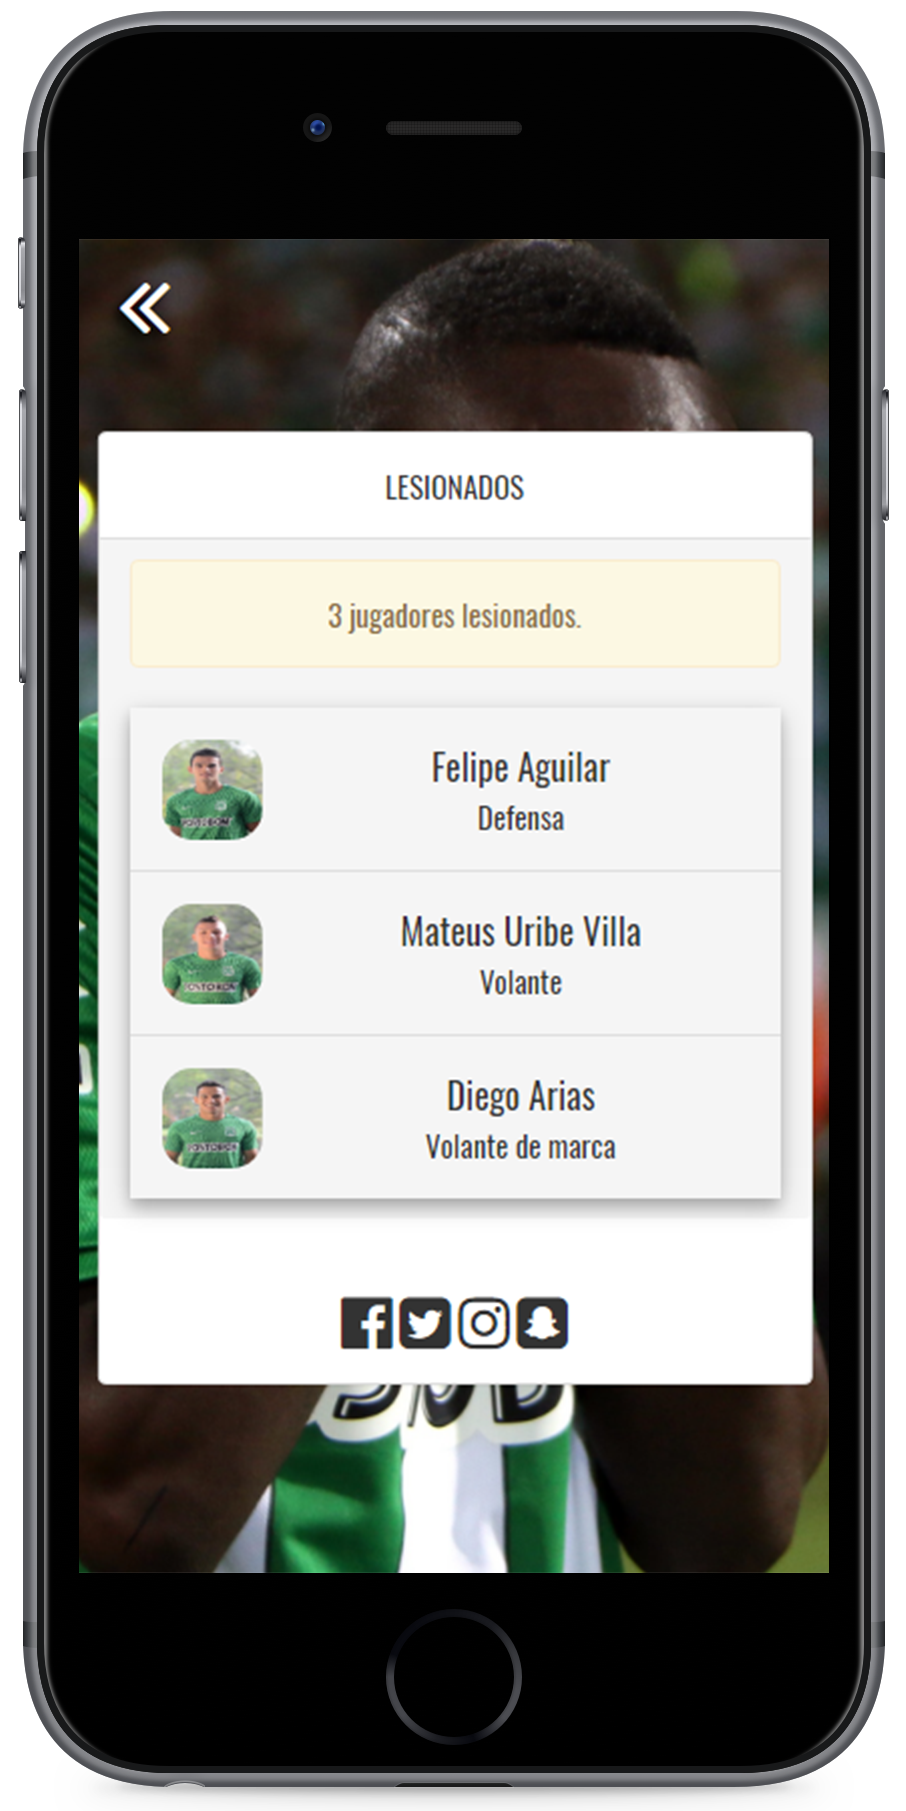 LESIONADOS
3 jugadores lesionados.
Felipe Aguilar
Defensa
Mateus Uribe Villa
Volante
Diego Arias
Volante de marca